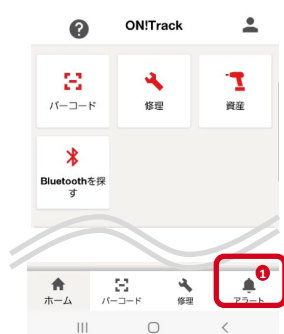 ON!Track
バーコード 修理 資産
Bluetoothを探
す
1
ホーム バーコード 修理 アラート